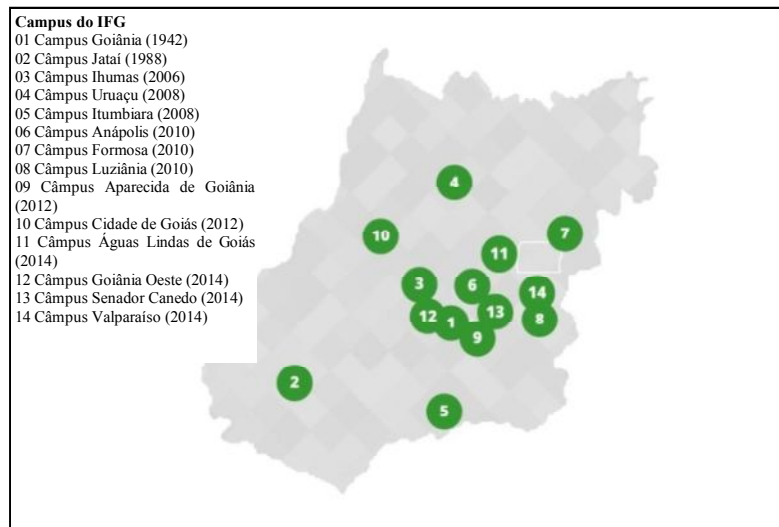 Campus do IFG
01 Campus Goiânia (1942)
02 Câmpus Jataí (1988)
03 Câmpus Ihumas (2006)
04 Câmpus Uruaçu (2008)
05 Câmpus Itumbiara (2008)
06 Câmpus Anápolis (2010)
07 Câmpus Formosa (2010)
08 Câmpus Luziânia (2010)
09 Câmpus Aparecida de Goiânia
(2012)
10 Câmpus Cidade de Goiás (2012)
11 Câmpus Águas Lindas de Goiás
(2014)
12 Câmpus Goiânia Oeste (2014)
13 Câmpus Senador Canedo (2014)
14 Câmpus Valparaíso (2014)
4
10
7
11
3
6
14
12
1
13
8
9
2
5